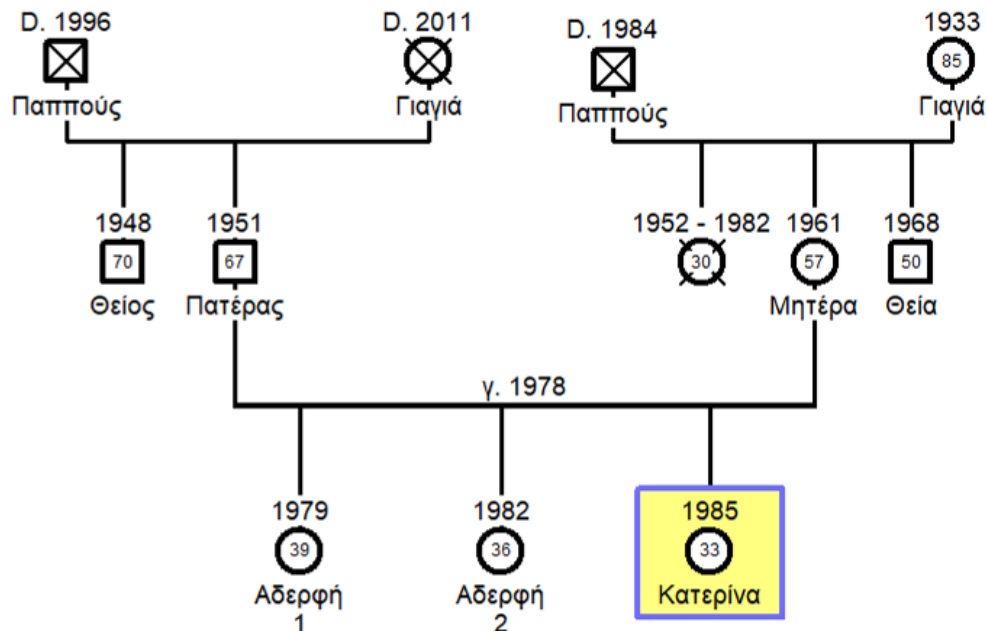 D. 1996
D. 2011
D. 1984
1933
85
Παππούς
Γιαγιά
Παππούς
Γιαγιά
1948
1951
1952 - 1982
1961
1968
70
67
30
57
50
Θείος
Πατέρας
Μητέρα
Θεία
γ. 1978
1979
1982
1985
39
36
33
Αδερφή
1
Αδερφή
2
Κατερίνα